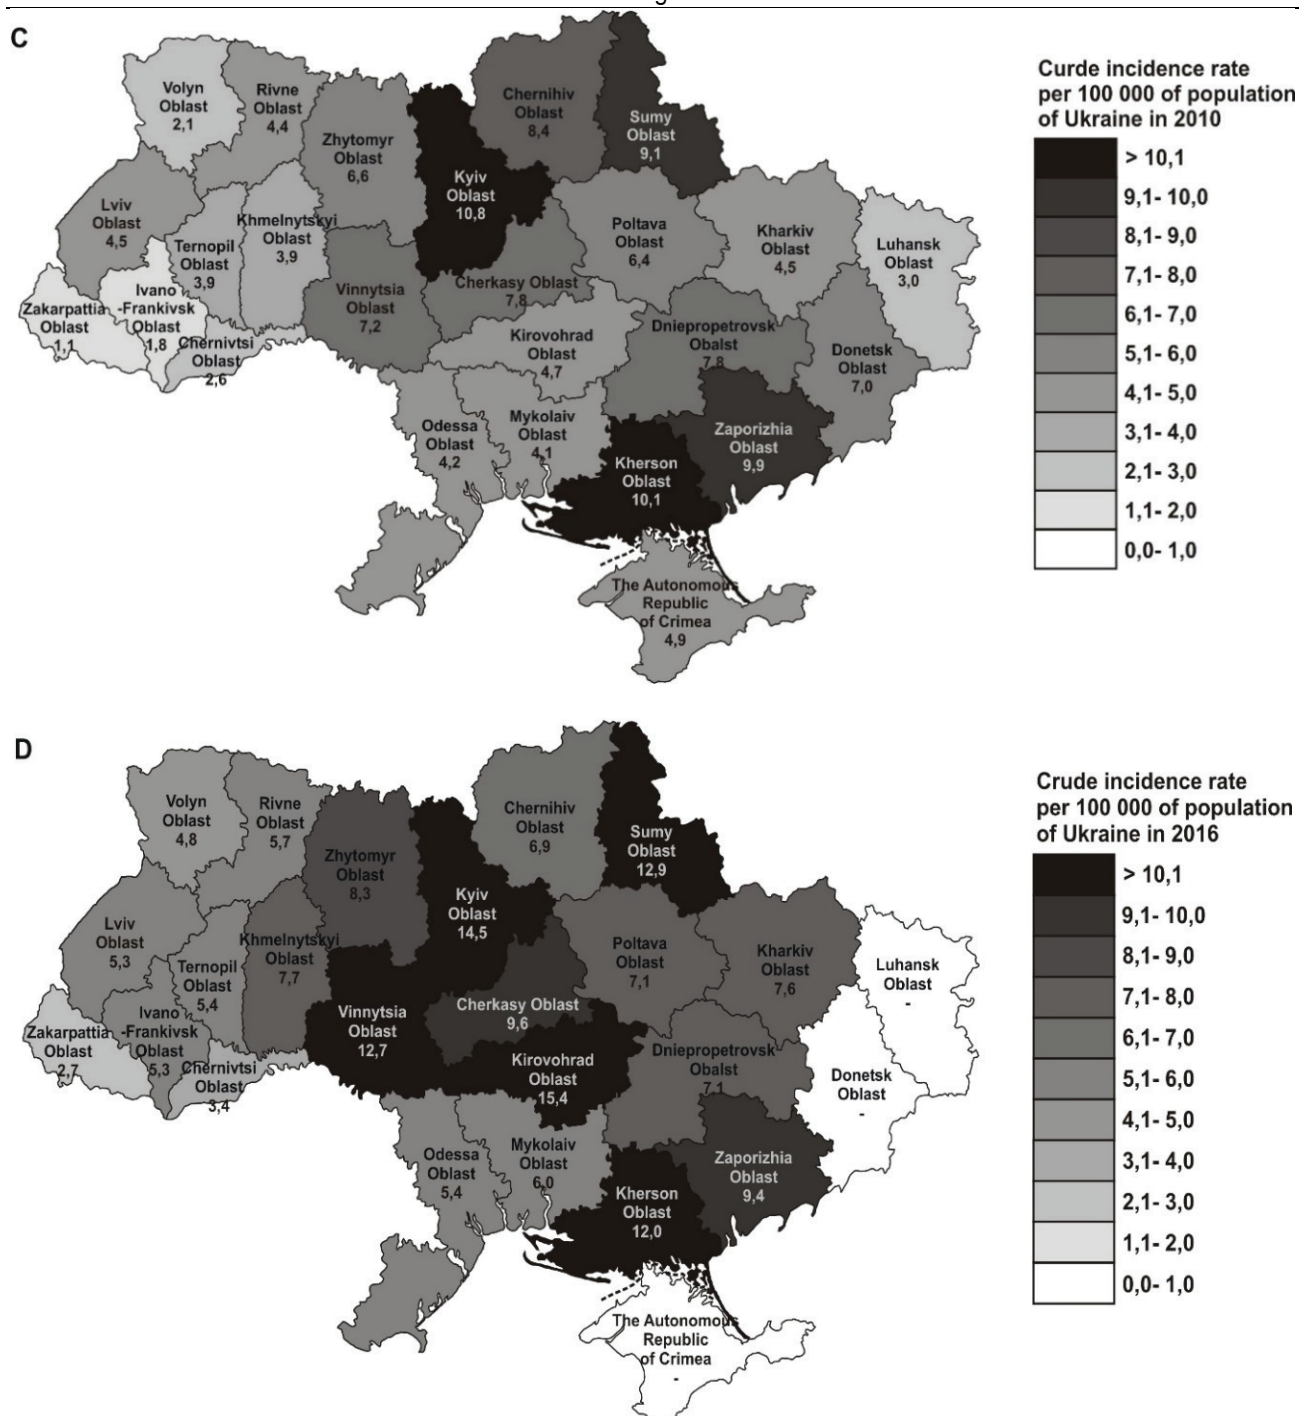 C
Curde incidence rate
per 100 000 of population
of Ukraine in 2010
> 10,1
9,1- 10,0
8,1- 9,0
7,1- 8,0
6,1- 7,0
5,1- 6,0
4,1- 5,0
3,1- 4,0
2,1- 3,0
1,1- 2,0
0,0- 1,0
Volyn
Oblast
2,1
Rivne
Oblast
4,4
Zhytomyr
Oblast
6,6
Kyiv
Oblast
10,8
Chernihiv
Oblast
8,4
Sumy
Oblast
9,1
Lviv
Oblast
4,5
Ternopil
Oblast
3,9
Khmelnytskyi
Oblast
3,9
Vinnytsia
Oblast
7,2
Cherkasy Oblast
7,8
Poltava
Oblast
6,4
Kharkiv
Oblast
4,5
Luhansk
Oblast
3,0
Zakarpattia
Oblast
1,1
Ivano
-Frankivsk
Oblast
1,8
Chernivtsi
Oblast
2,6
Kirovohrad
Oblast
4,7
Dniepropetrovsk
Obalst
7,8
Donetsk
Oblast
7,0
Odessa
Oblast
4,2
Mykolaiv
Oblast
4,1
Kherson
Oblast
10,1
Zaporizhia
Oblast
9,9
The Autonomous
Republic
of Crimea
4,9
D
Crude incidence rate
per 100 000 of population
of Ukraine in 2016
> 10,1
9,1- 10,0
8,1- 9,0
7,1- 8,0
6,1- 7,0
5,1- 6,0
4,1- 5,0
3,1- 4,0
2,1- 3,0
1,1- 2,0
0,0- 1,0
Volyn
Oblast
4,8
Rivne
Oblast
5,7
Zhytomyr
Oblast
8,3
Kyiv
Oblast
14,5
Chernihiv
Oblast
6,9
Sumy
Oblast
12,9
Lviv
Oblast
5,3
Ternopil
Oblast
5,4
Khmelnytskyi
Oblast
7,7
Vinnytsia
Oblast
12,7
Cherkasy Oblast
9,6
Poltava
Oblast
7,1
Kharkiv
Oblast
7,6
Luhansk
Oblast
-
Zakarpattia
Oblast
2,7
Ivano
-Frankivsk
Oblast
5,3
Chernivtsi
Oblast
3,4
Kirovohrad
Oblast
15,4
Dniepropetrovsk
Obalst
7,1
Donetsk
Oblast
-
Odessa
Oblast
5,4
Mykolaiv
Oblast
6,0
Kherson
Oblast
12,0
Zaporizhia
Oblast
9,4
The Autonomous
Republic
of Crimea
-